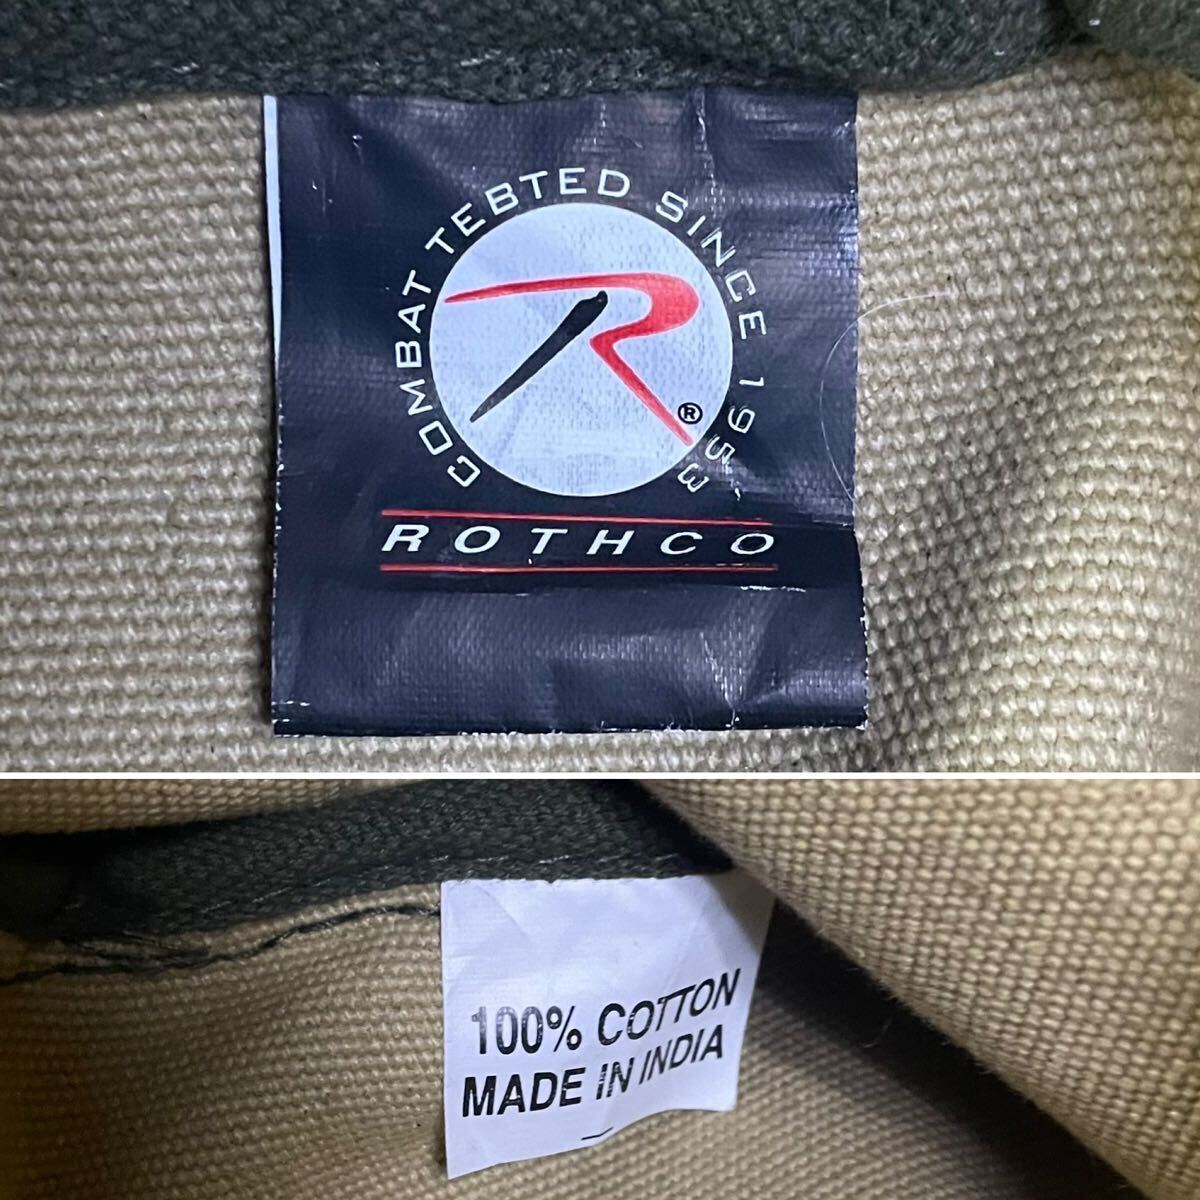 COMBAT TEBTED SINCE 1953
R®
ROTHCO
100% COTTON
MADE IN INDIA